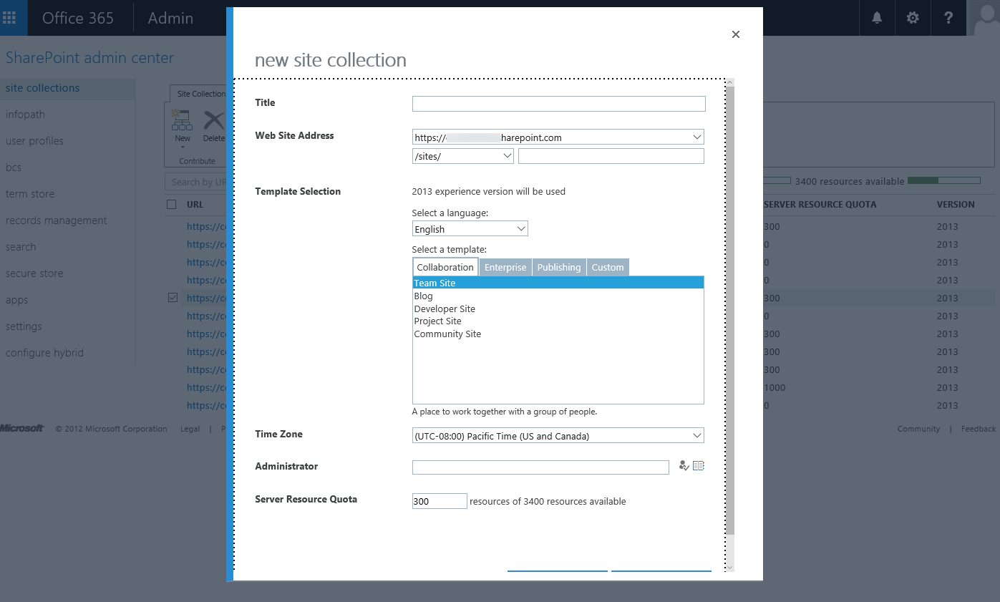 Office 365 Admin
SharePoint admin center
site collections
infopath
user profiles
bcs
term store
records management
search
secure store
apps
settings
configure hybrid
Site Collection
New
Delete
Contribute
Search by UR
URL
https://c
https://c
https://c
https://c
https://c
https://c
https://c
https://c
https://c
https://c
https://c
new site collection
Title
Web Site Address
https:// harepoint.com
/sites/
Template Selection
2013 experience version will be used
Select a language:
English
Select a template:
Collaboration Enterprise Publishing Custom
Team Site
Blog
Developer Site
Project Site
Community Site
A place to work together with a group of people.
Time Zone
(UTC-08:00) Pacific Time (US and Canada)
Administrator
Server Resource Quota
300 resources of 3400 resources available
3400 resources available
SERVER RESOURCE QUOTA VERSION
300 2013
0 2013
0 2013
0 2013
300 2013
0 2013
300 2013
300 2013
300 2013
1000 2013
0 2013
Microsoft © 2012 Microsoft Corporation Legal | P
Community | Feedback